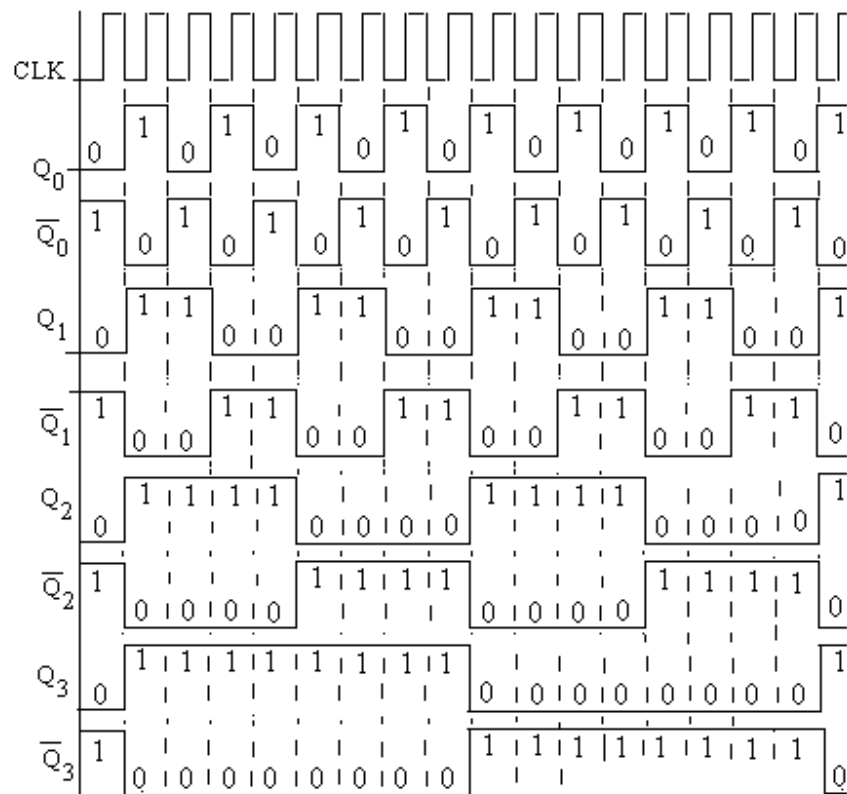 CLK
Q₀ 0 1 0 1 0 1 0 1 0 1 0 1 0 1 0 1 0 1
Q̅₀ 1 0 1 0 1 0 1 0 1 0 1 0 1 0 1 0 1 0
Q₁ 0 1 1 0 0 1 1 0 0 1 1 0 0 1 1 0 0 1
Q̅₁ 1 0 0 1 1 0 0 1 1 0 0 1 1 0 0 1 1 0
Q₂ 0 1 1 1 1 0 0 0 0 1 1 1 1 0 0 0 0 1
Q̅₂ 1 0 0 0 0 1 1 1 1 0 0 0 0 1 1 1 1 0
Q₃ 0 1 1 1 1 1 1 1 1 0 0 0 0 0 0 0 0 1
Q̅₃ 1 0 0 0 0 0 0 0 0 1 1 1 1 1 1 1 1 0